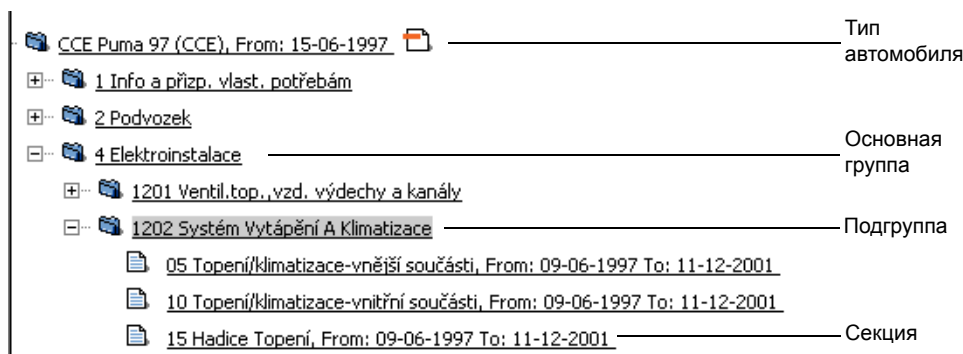 CCE Puma 97 (CCE), From: 15-06-1997
Тип
автомобиля
1 Info a přizp. vlast. potřebám
2 Podvozek
4 Elektroinstalace
Основная
группа
1201 Ventil.top.,vzd. výdechy a kanály
1202 Systém Vytápění A Klimatizace
Подгруппа
05 Topení/klimatizace-vnější součásti, From: 09-06-1997 To: 11-12-2001
10 Topení/klimatizace-vnitřní součásti, From: 09-06-1997 To: 11-12-2001
15 Hadice Topení, From: 09-06-1997 To: 11-12-2001
Секция